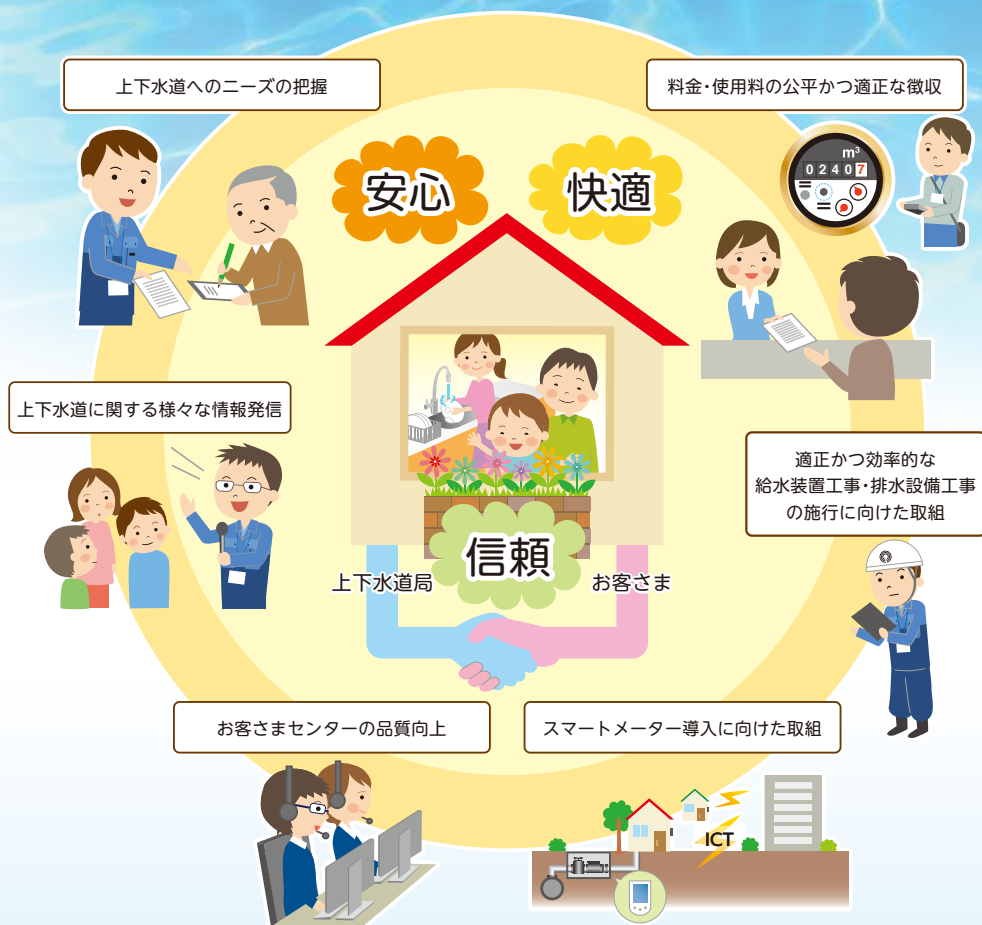 上下水道へのニーズの把握
料金・使用料の公平かつ適正な徴収
安心
快適
m³
02407
上下水道に関する様々な情報発信
適正かつ効率的な
給水装置工事・排水設備工事
の施行に向けた取組
信頼
上下水道局
お客さま
お客さまセンターの品質向上
スマートメーター導入に向けた取組
ICT